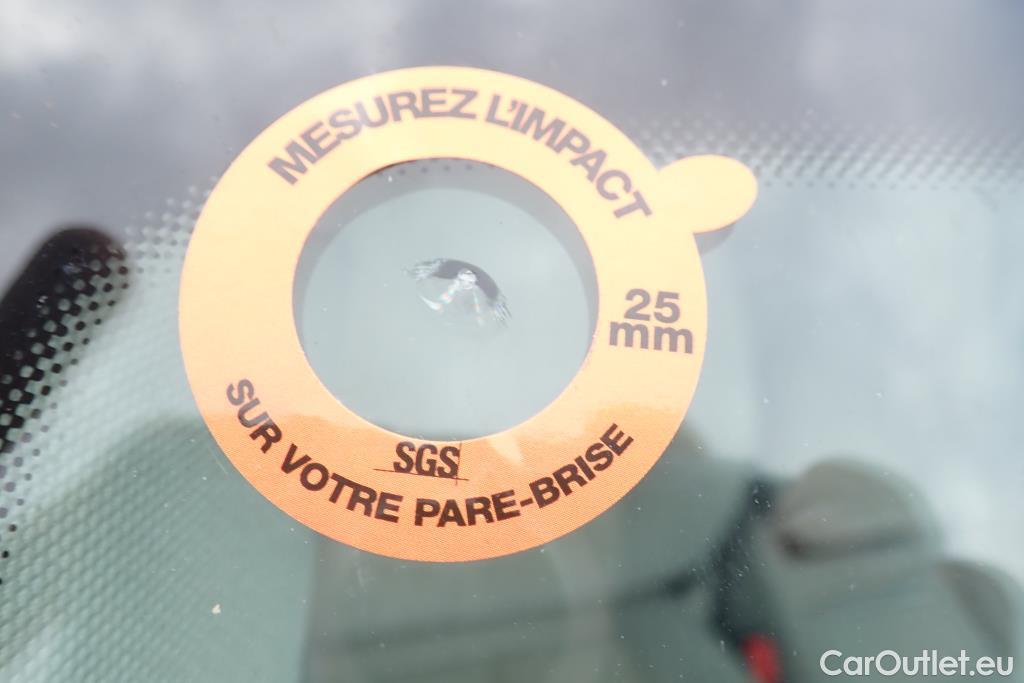 MESUREZ L'IMPACT
25
mm
SGS
SUR VOTRE PARE-BRISE
CarOutlet.eu